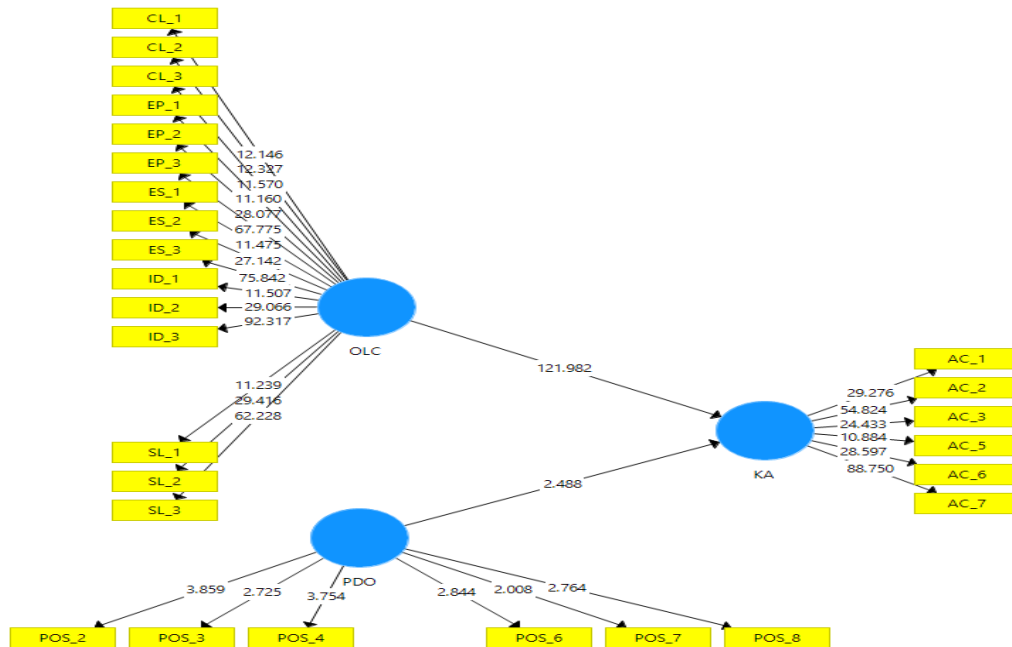 CL_1
CL_2
CL_3
EP_1
EP_2
EP_3
ES_1
ES_2
ES_3
ID_1
ID_2
ID_3
12.146
12.327
11.570
11.160
28.077
67.775
11.475
27.142
75.842
11.507
29.066
92.317
OLC
11.239
29.416
62.228
SL_1
SL_2
SL_3
121.982
2.488
KA
29.276
54.824
24.433
10.884
28.597
88.750
AC_1
AC_2
AC_3
AC_5
AC_6
AC_7
PDO
3.859
2.725
3.754
2.844
2.008
2.764
POS_2
POS_3
POS_4
POS_6
POS_7
POS_8